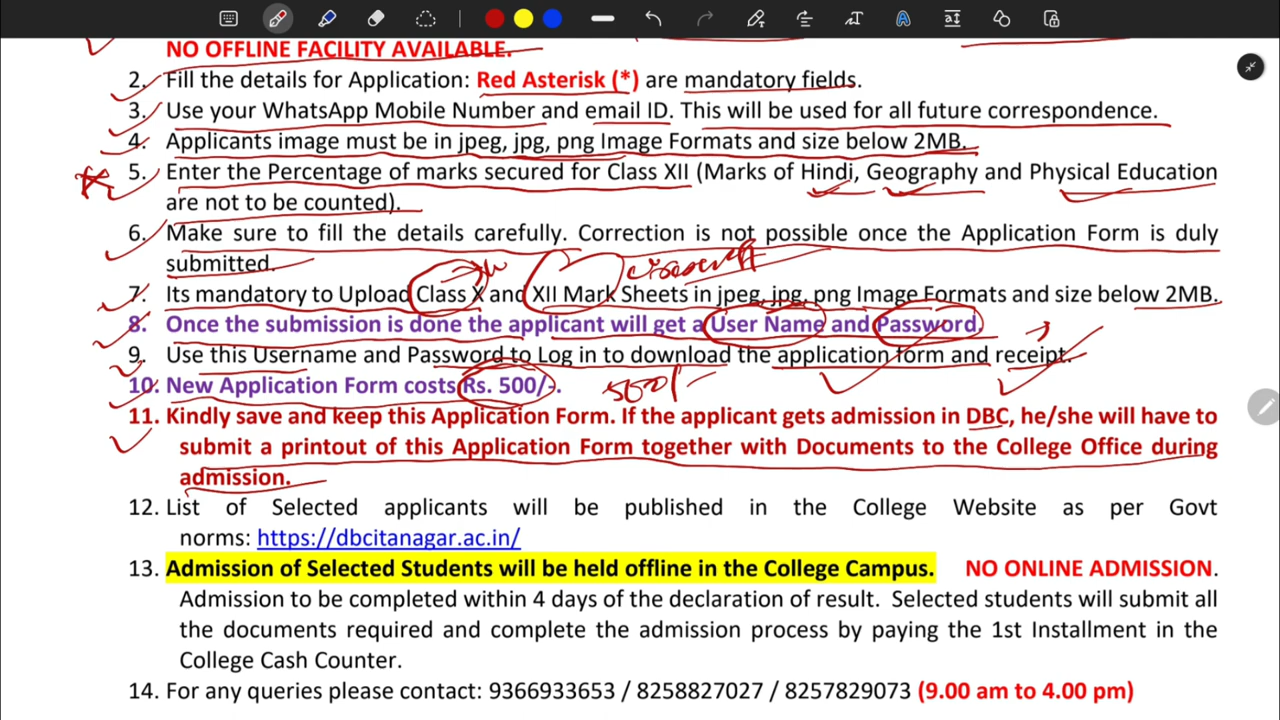 NO OFFLINE FACILITY AVAILABLE.
2. Fill the details for Application: Red Asterisk (*) are mandatory fields.
3. Use your WhatsApp Mobile Number and email ID. This will be used for all future correspondence.
4. Applicants image must be in jpeg, jpg, png Image Formats and size below 2MB.
5. Enter the Percentage of marks secured for Class XII (Marks of Hindi, Geography and Physical Education
are not to be counted).
6. Make sure to fill the details carefully. Correction is not possible once the Application Form is duly
submitted.
7. Its mandatory to Upload Class X and XII Mark Sheets in jpeg, jpg, png Image Formats and size below 2MB.
8. Once the submission is done the applicant will get a User Name and Password.
9. Use this Username and Password to Log in to download the application form and receipt.
10. New Application Form costs Rs. 500/-. 500/-
11. Kindly save and keep this Application Form. If the applicant gets admission in DBC, he/she will have to
submit a printout of this Application Form together with Documents to the College Office during
admission.
12. List of Selected applicants will be published in the College Website as per Govt
norms: https://dbcitanagar.ac.in/
13. Admission of Selected Students will be held offline in the College Campus. NO ONLINE ADMISSION.
Admission to be completed within 4 days of the declaration of result. Selected students will submit all
the documents required and complete the admission process by paying the 1st Installment in the
College Cash Counter.
14. For any queries please contact: 9366933653 / 8258827027 / 8257829073 (9.00 am to 4.00 pm)